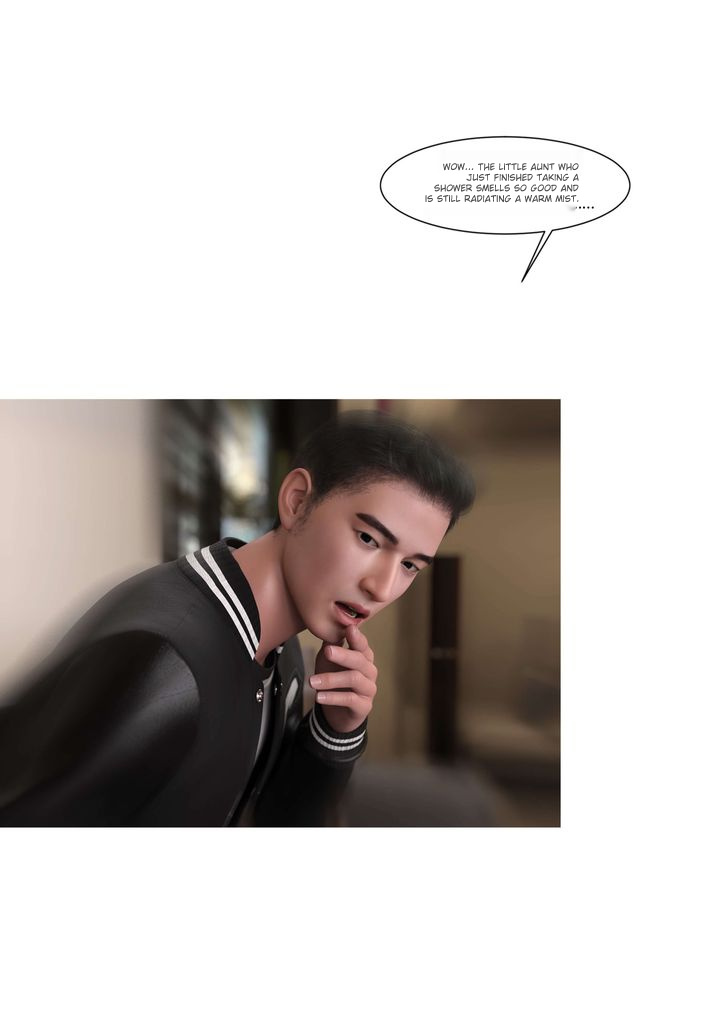 WOW... THE LITTLE AUNT WHO
JUST FINISHED TAKING A
SHOWER SMELLS SO GOOD AND
IS STILL RADIATING A WARM MIST.
.....